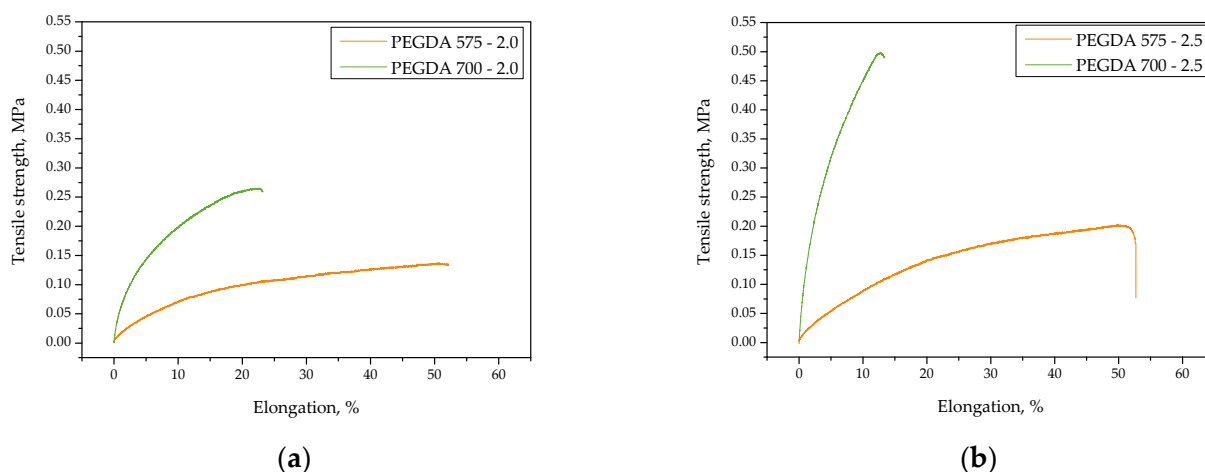 0.55
0.50
0.45
0.40
0.35
0.30
0.25
0.20
0.15
0.10
0.05
0.00
Tensile strength, MPa
PEGDA 575 - 2.0
PEGDA 700 - 2.0
0 10 20 30 40 50 60
Elongation, %
(a)
0.55
0.50
0.45
0.40
0.35
0.30
0.25
0.20
0.15
0.10
0.05
0.00
Tensile strength, MPa
PEGDA 575 - 2.5
PEGDA 700 - 2.5
0 10 20 30 40 50 60
Elongation, %
(b)